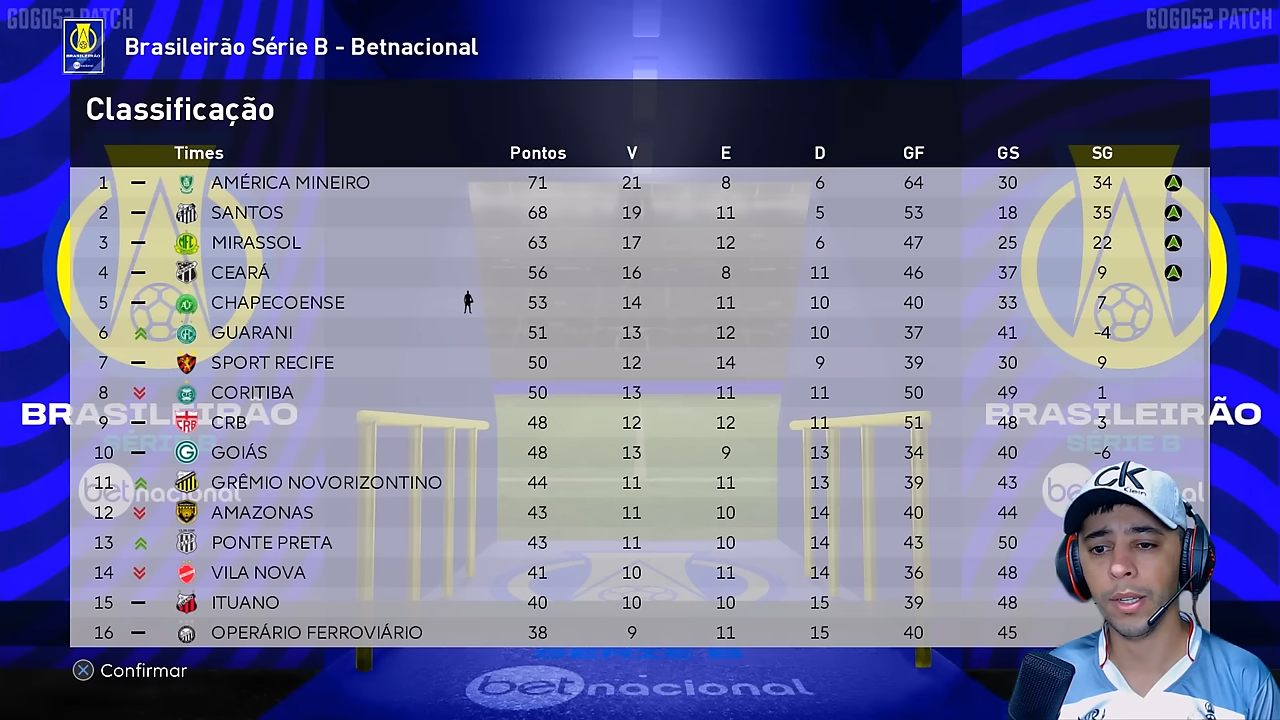 GOGOS2 PATCH
GOGOS2 PATCH
Brasileirão Série B - Betnacional
Classificação
Times Pontos V E D GF GS SG
1 AMÉRICA MINEIRO 71 21 8 6 64 30 34
2 SANTOS 68 19 11 5 53 18 35
3 MIRASSOL 63 17 12 6 47 25 22
4 CEARÁ 56 16 8 11 46 37 9
5 CHAPECOENSE 53 14 11 10 40 33 7
6 GUARANI 51 13 12 10 37 41 -4
7 SPORT RECIFE 50 12 14 9 39 30 9
8 CORITIBA 50 13 11 11 50 49 1
9 CRB 48 12 12 11 51 48 3
10 GOIÁS 48 13 9 13 34 40 -6
11 GRÊMIO NOVORIZONTINO 44 11 11 13 39 43
12 AMAZONAS 43 11 10 14 40 44
13 PONTE PRETA 43 11 10 14 43 50
14 VILA NOVA 41 10 11 14 36 48
15 ITUANO 40 10 10 15 39 48
16 OPERÁRIO FERROVIÁRIO 38 9 11 15 40 45
BRASILEIRÃO
SÉRIE B
betnacional
BRASILEIRÃO
SÉRIE B
CK
Klein
Confirmar
SÉRIE B
betnacional